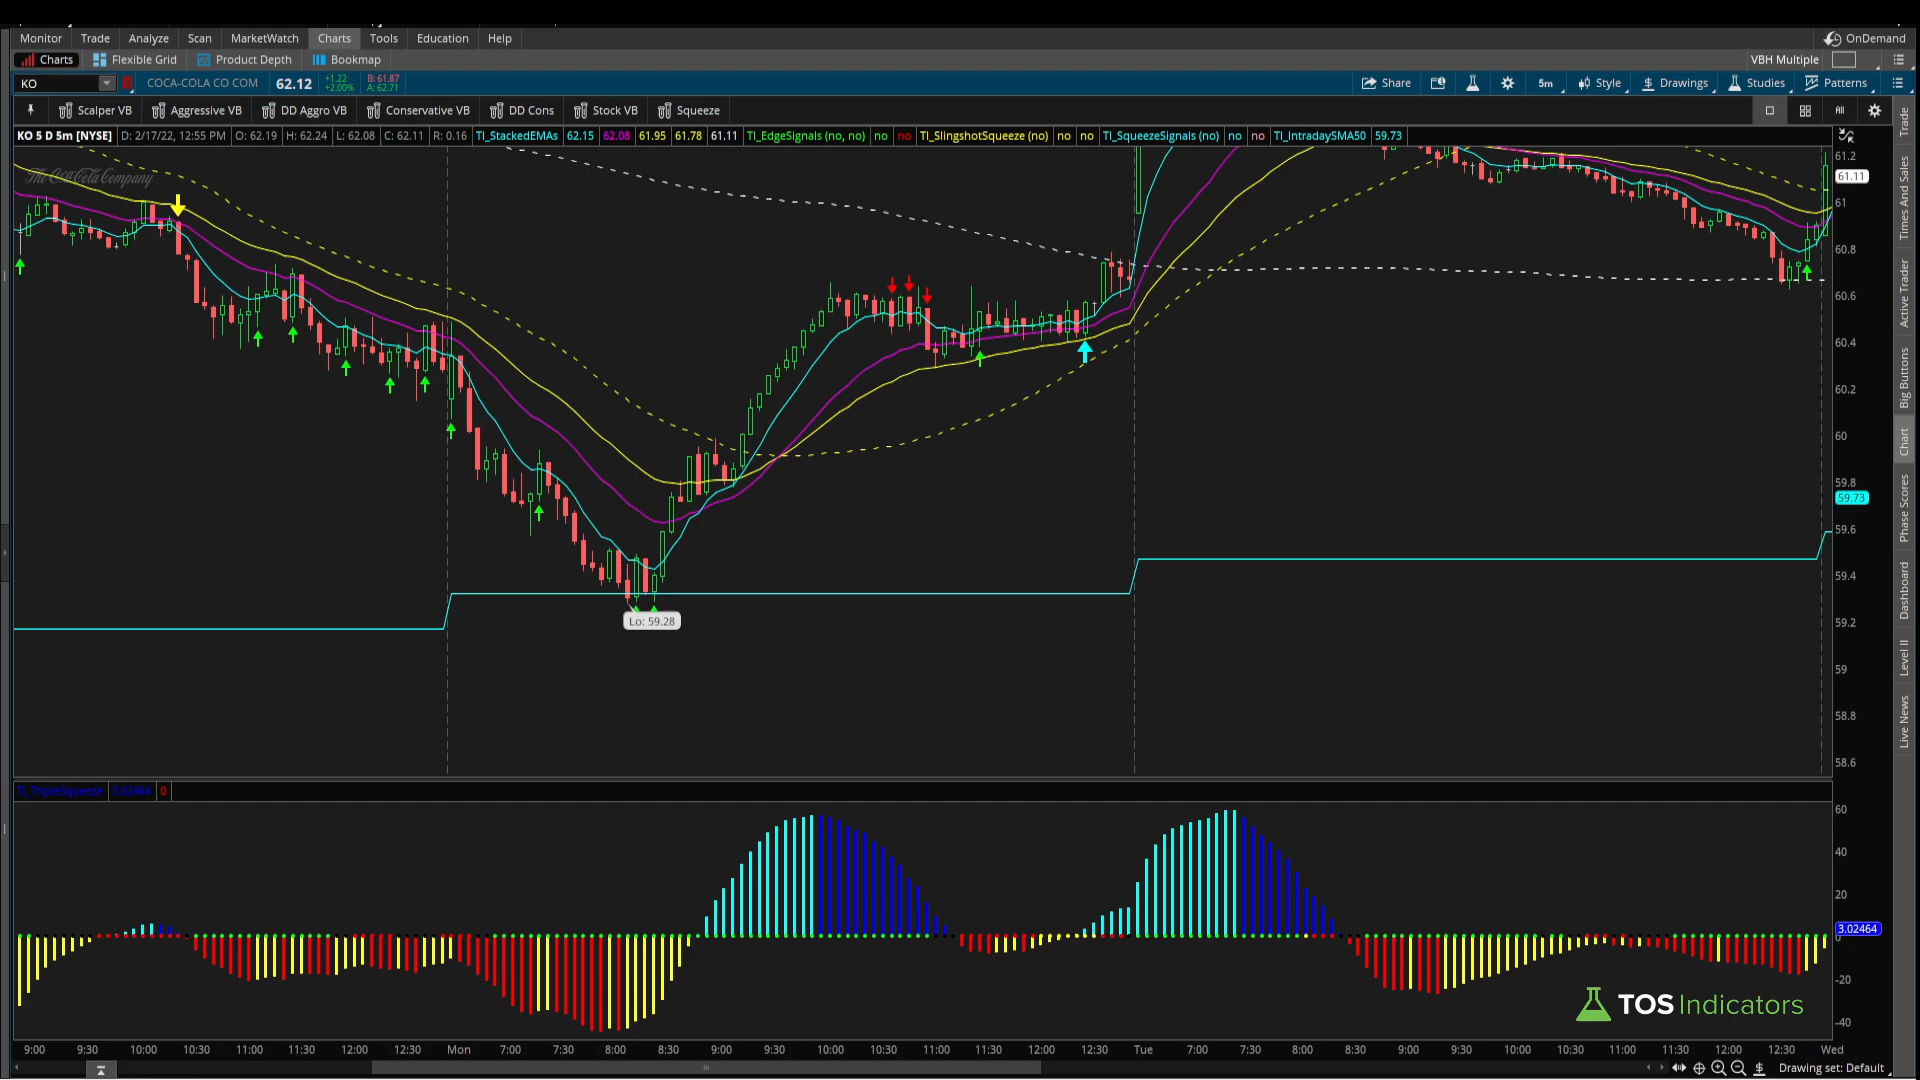 Monitor Trade Analyze Scan MarketWatch Charts Tools Education Help OnDemand
Charts Flexible Grid Product Depth Bookmap VBH Multiple
KO COCA-COLA CO COM 62.12 +1.22 +2.00% B: 61.87 A: 62.71 Share 5m Style Drawings Studies Patterns
Scalper VB Aggressive VB DD Aggro VB Conservative VB DD Cons Stock VB Squeeze All
KO 5 D 5m [NYSE] D: 2/17/22, 12:55 PM O: 62.19 H: 62.24 L: 62.08 C: 62.11 R: 0.16 TI_StackedEMAs 62.15 62.08 61.95 61.78 61.11 TI_EdgeSignals (no, no) no no TI_SlingshotSqueeze (no) no no TI_SqueezeSignals (no) no no TI_IntradaySMA50 59.73
The Coca-Cola Company
61.2
61.11
61
60.8
60.6
60.4
60.2
60
59.8
59.73
59.6
59.4
59.2
59
58.8
58.6
Lo: 59.28
Trade
Times And Sales
Active Trader
Big Buttons
Chart
Phase Scores
Dashboard
Level II
Live News
TI_TripleSqueeze 3.02464 0
60
40
20
3.02464
0
-20
-40
TOS Indicators
9:00 9:30 10:00 10:30 11:00 11:30 12:00 12:30 Mon 7:00 7:30 8:00 8:30 9:00 9:30 10:00 10:30 11:00 11:30 12:00 12:30 Tue 7:00 7:30 8:00 8:30 9:00 9:30 10:00 10:30 11:00 11:30 12:00 12:30 Wed
Drawing set: Default